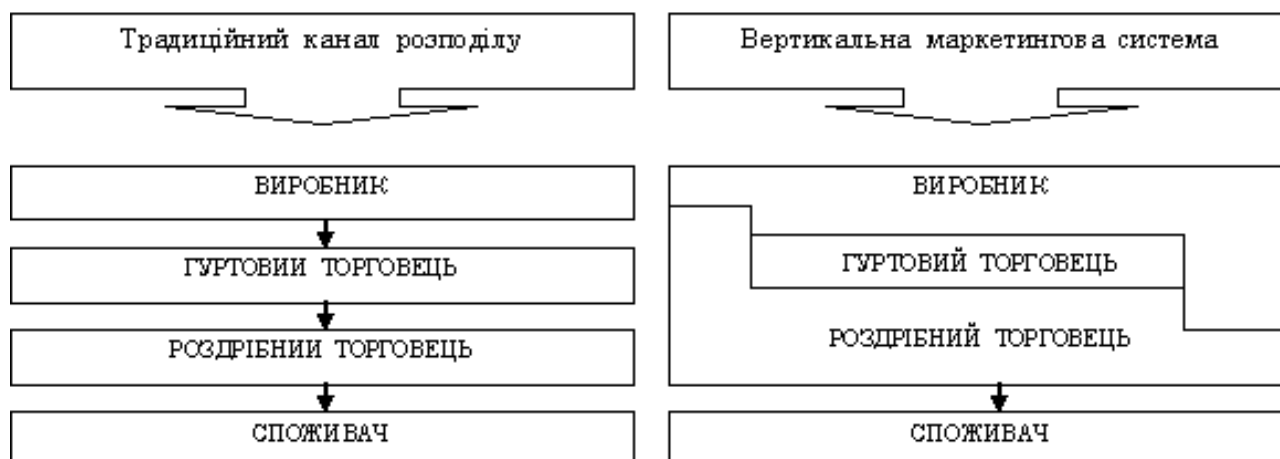 Традиційний канал розподілу
ВИРОБНИК
ГУРТОВИИ ТОРГОВЕЦЬ
РОЗДРІБНИИ ТОРГОВЕЦЬ
СПОЖИВАЧ
Вертикальна маркетингова система
ВИРОБНИК
ГУРТОВИЙ ТОРГОВЕЦЬ
РОЗДРІБНИЙ ТОРГОВЕЦЬ
СПОЖИВАЧ